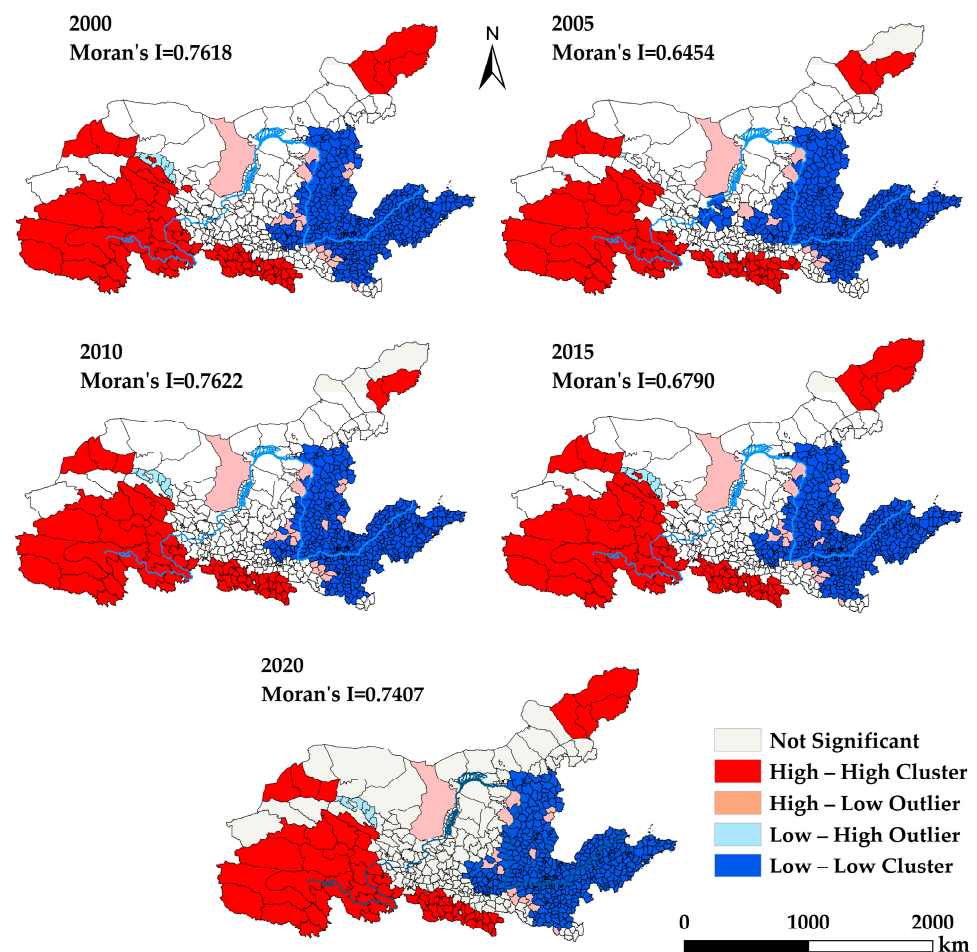 2000
Moran's I=0.7618
N
2005
Moran's I=0.6454
2010
Moran's I=0.7622
2015
Moran's I=0.6790
2020
Moran's I=0.7407
Not Significant
High – High Cluster
High – Low Outlier
Low – High Outlier
Low – Low Cluster
0 1000 2000
km